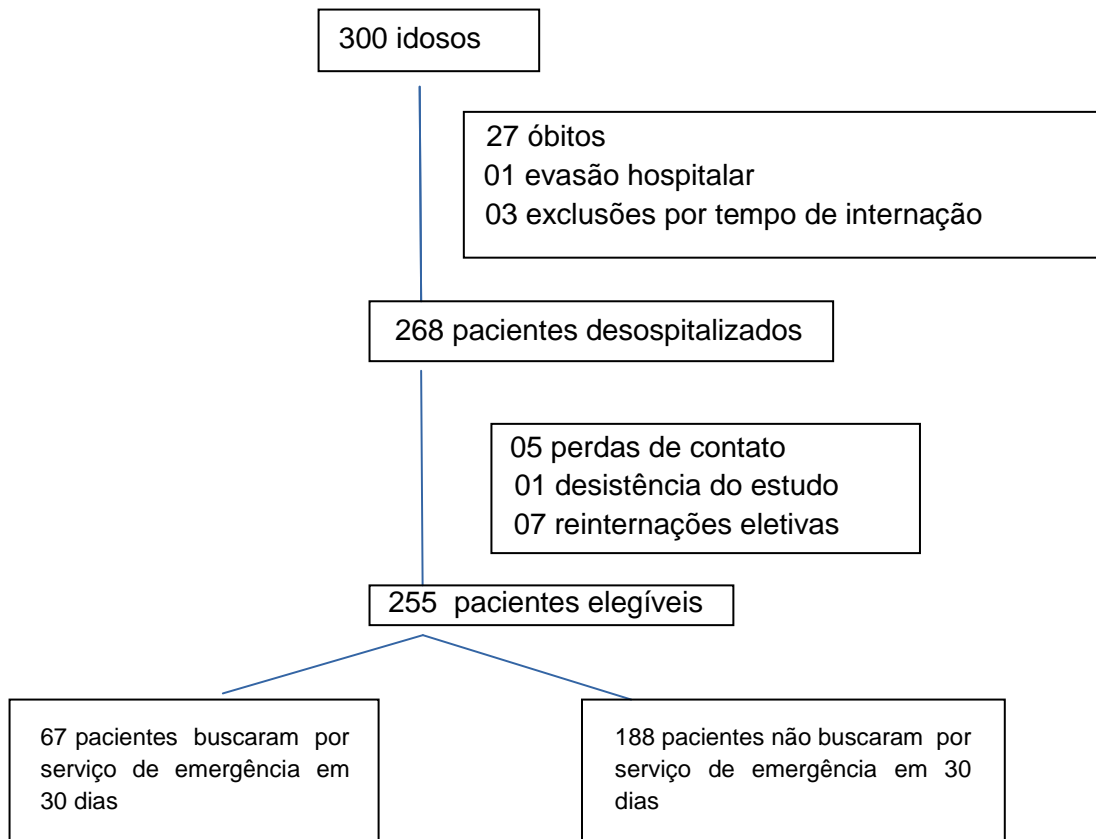 300 idosos
27 óbitos
01 evasão hospitalar
03 exclusões por tempo de internação
268 pacientes desospitalizados
05 perdas de contato
01 desistência do estudo
07 reinternações eletivas
255 pacientes elegíveis
67 pacientes buscaram por
serviço de emergência em
30 dias
188 pacientes não buscaram por
serviço de emergência em 30
dias